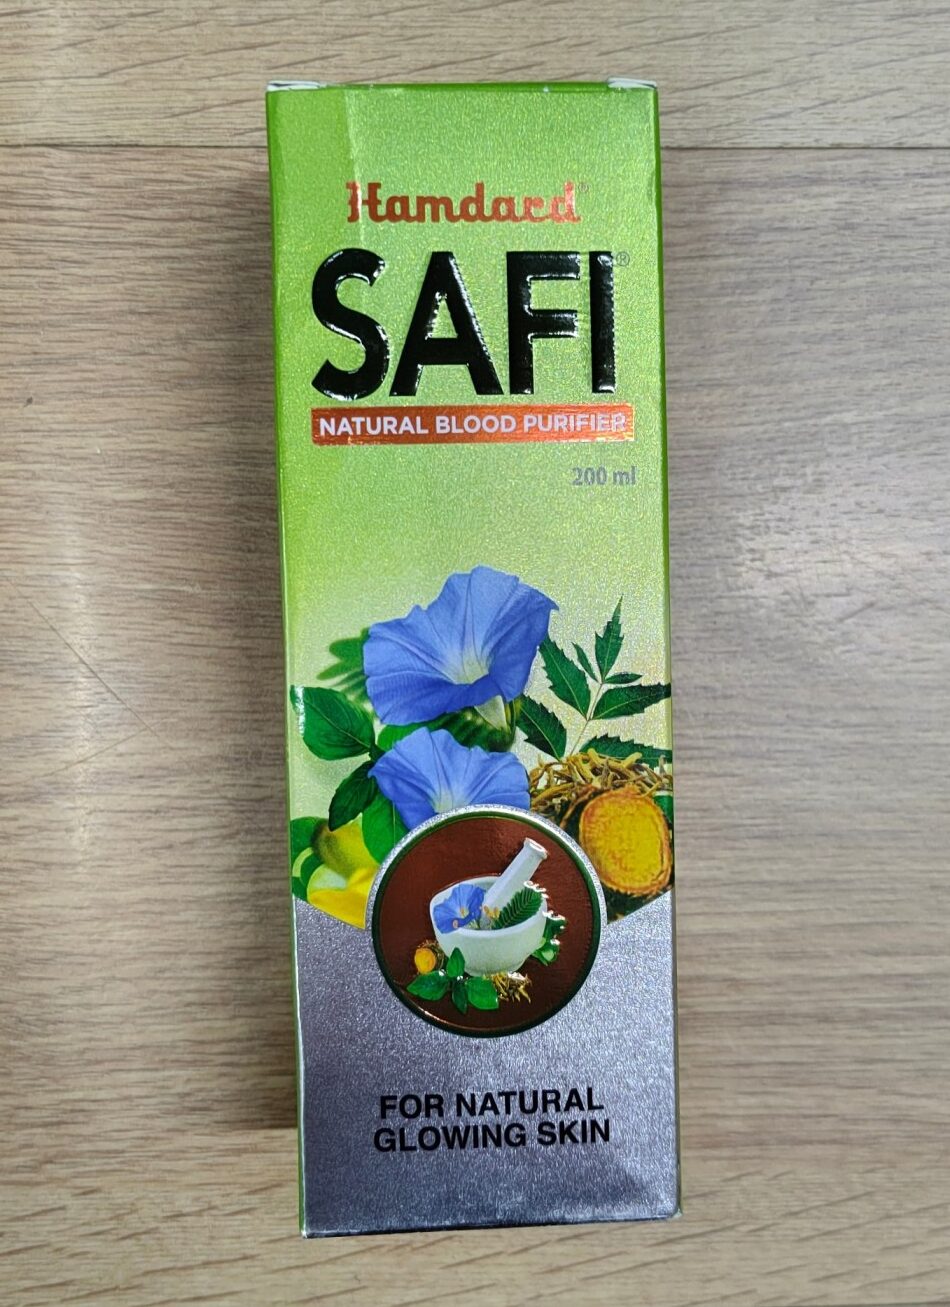 Hamdard®
SAFI®
NATURAL BLOOD PURIFIER
200 ml
FOR NATURAL
GLOWING SKIN